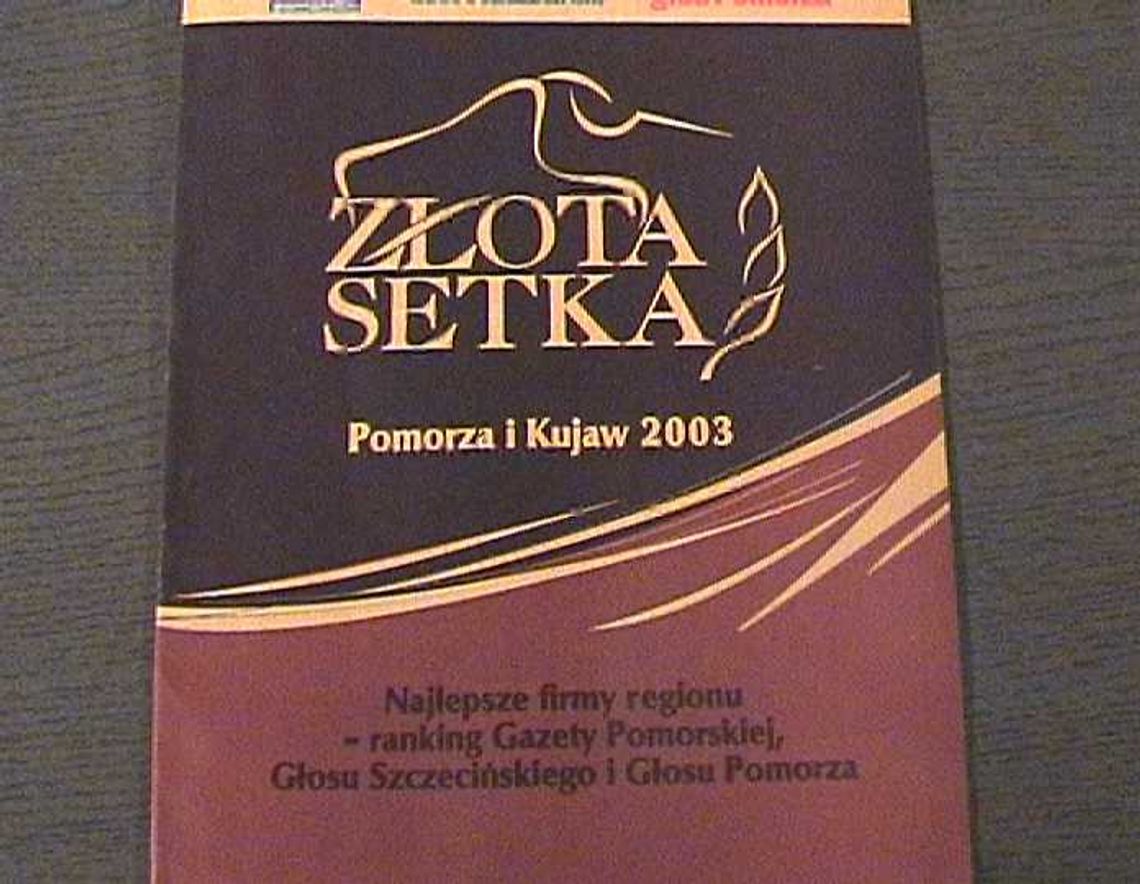 ZŁOTA
SETKA
Pomorza i Kujaw 2003
Najlepsze firmy regionu
– ranking Gazety Pomorskiej,
Głosu Szczecińskiego i Głosu Pomorza